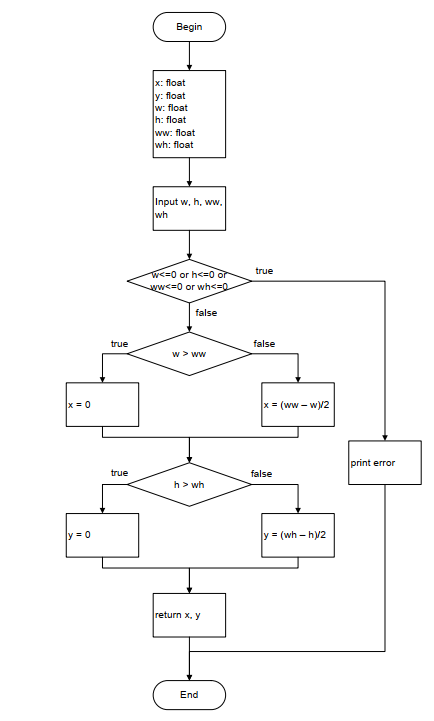 Begin
x: float
y: float
w: float
h: float
ww: float
wh: float
Input w, h, ww,
wh
w<=0 or h<=0 or
ww<=0 or wh<=0
true
false
w > ww
true
false
x = 0
x = (ww – w)/2
print error
h > wh
true
false
y = 0
y = (wh – h)/2
return x, y
End